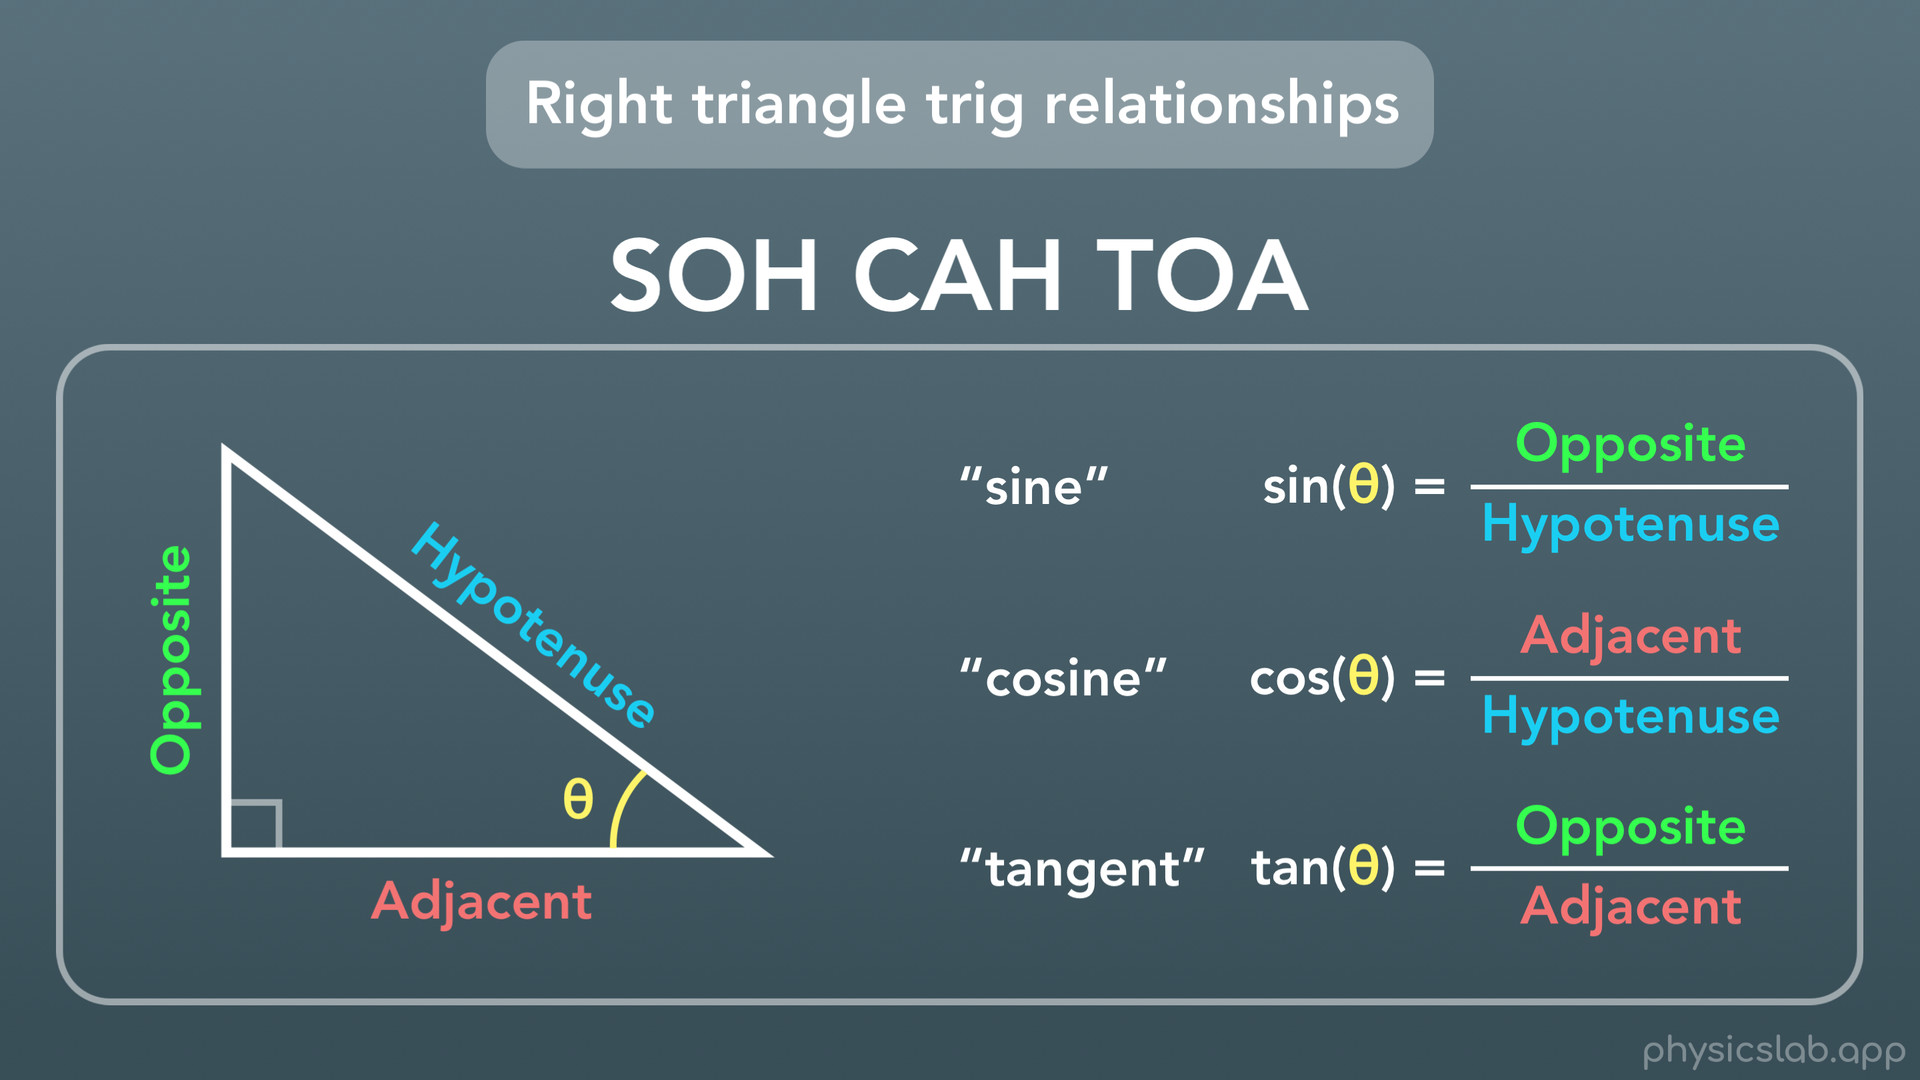 Right triangle trig relationships
SOH CAH TOA
Opposite
Hypotenuse
θ
Adjacent
“sine” sin(θ) = Opposite
Hypotenuse
“cosine” cos(θ) = Adjacent
Hypotenuse
“tangent” tan(θ) = Opposite
Adjacent
physicslab.app